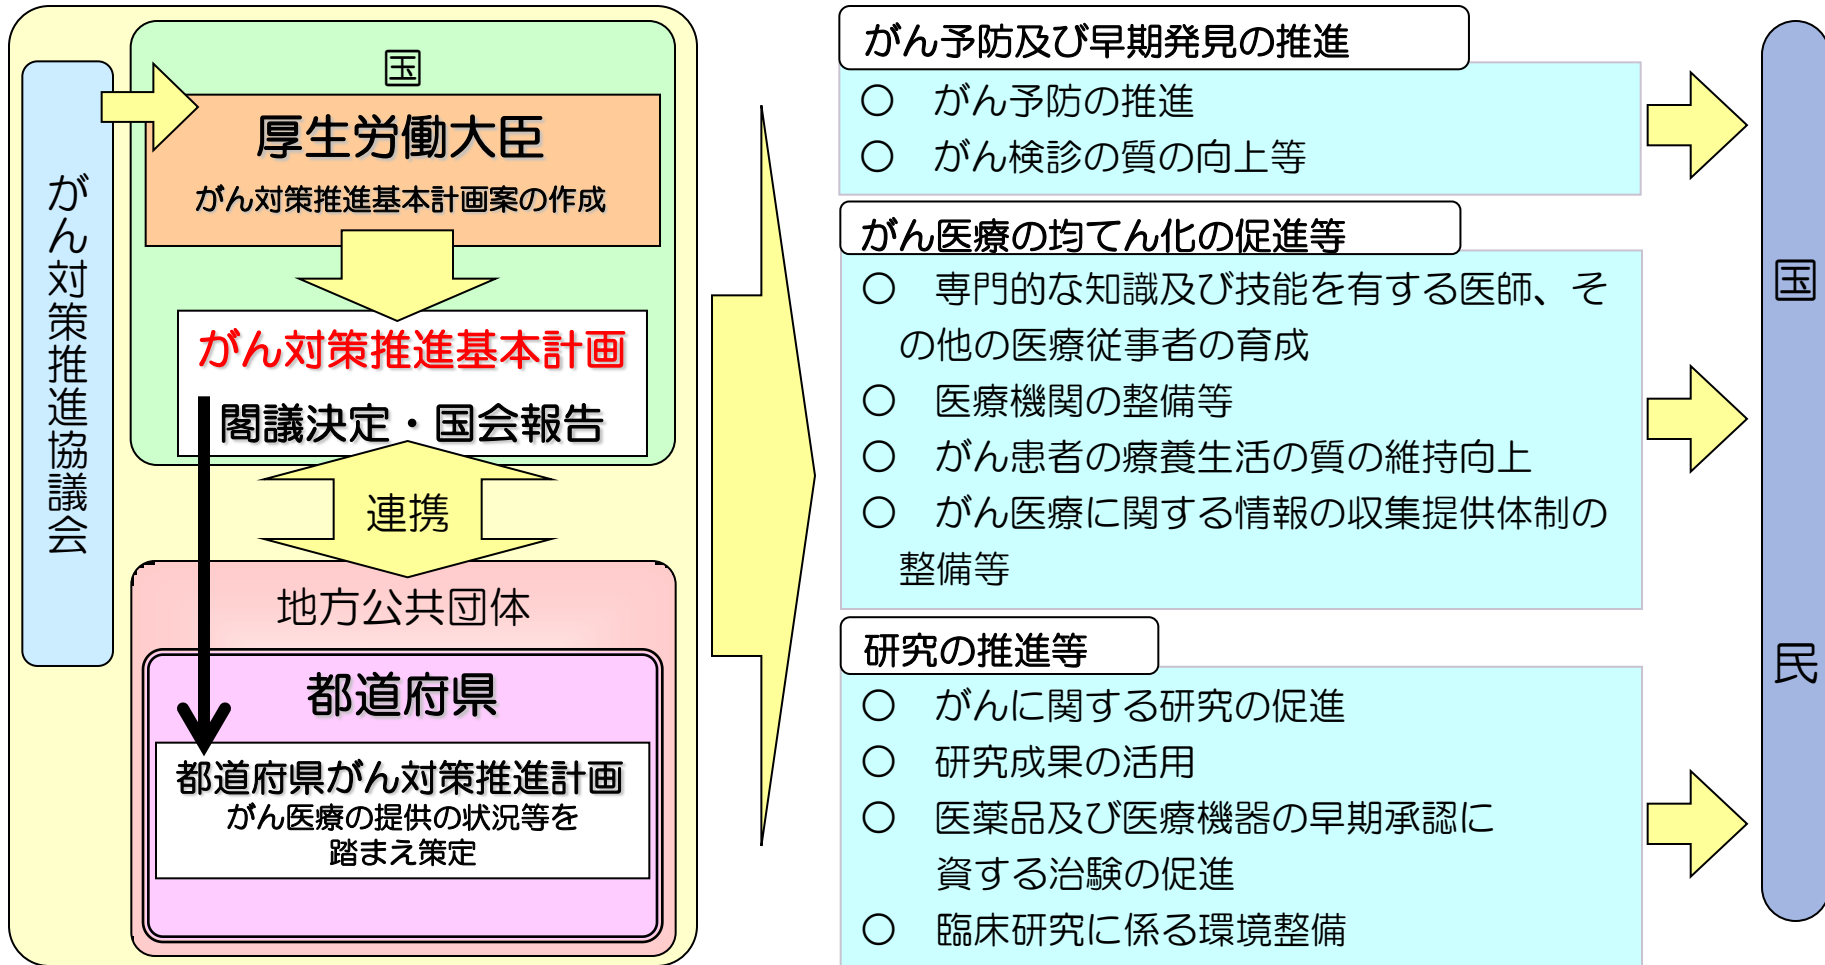 がん対策推進協議会
国
厚生労働大臣
がん対策推進基本計画案の作成
がん対策推進基本計画
閣議決定・国会報告
連携
地方公共団体
都道府県
都道府県がん対策推進計画
がん医療の提供の状況等を
踏まえ策定
がん予防及び早期発見の推進
○　がん予防の推進
○　がん検診の質の向上等
がん医療の均てん化の促進等
○　専門的な知識及び技能を有する医師、そ
の他の医療従事者の育成
○　医療機関の整備等
○　がん患者の療養生活の質の維持向上
○　がん医療に関する情報の収集提供体制の
整備等
研究の推進等
○　がんに関する研究の促進
○　研究成果の活用
○　医薬品及び医療機器の早期承認に
資する治験の促進
○　臨床研究に係る環境整備
国民